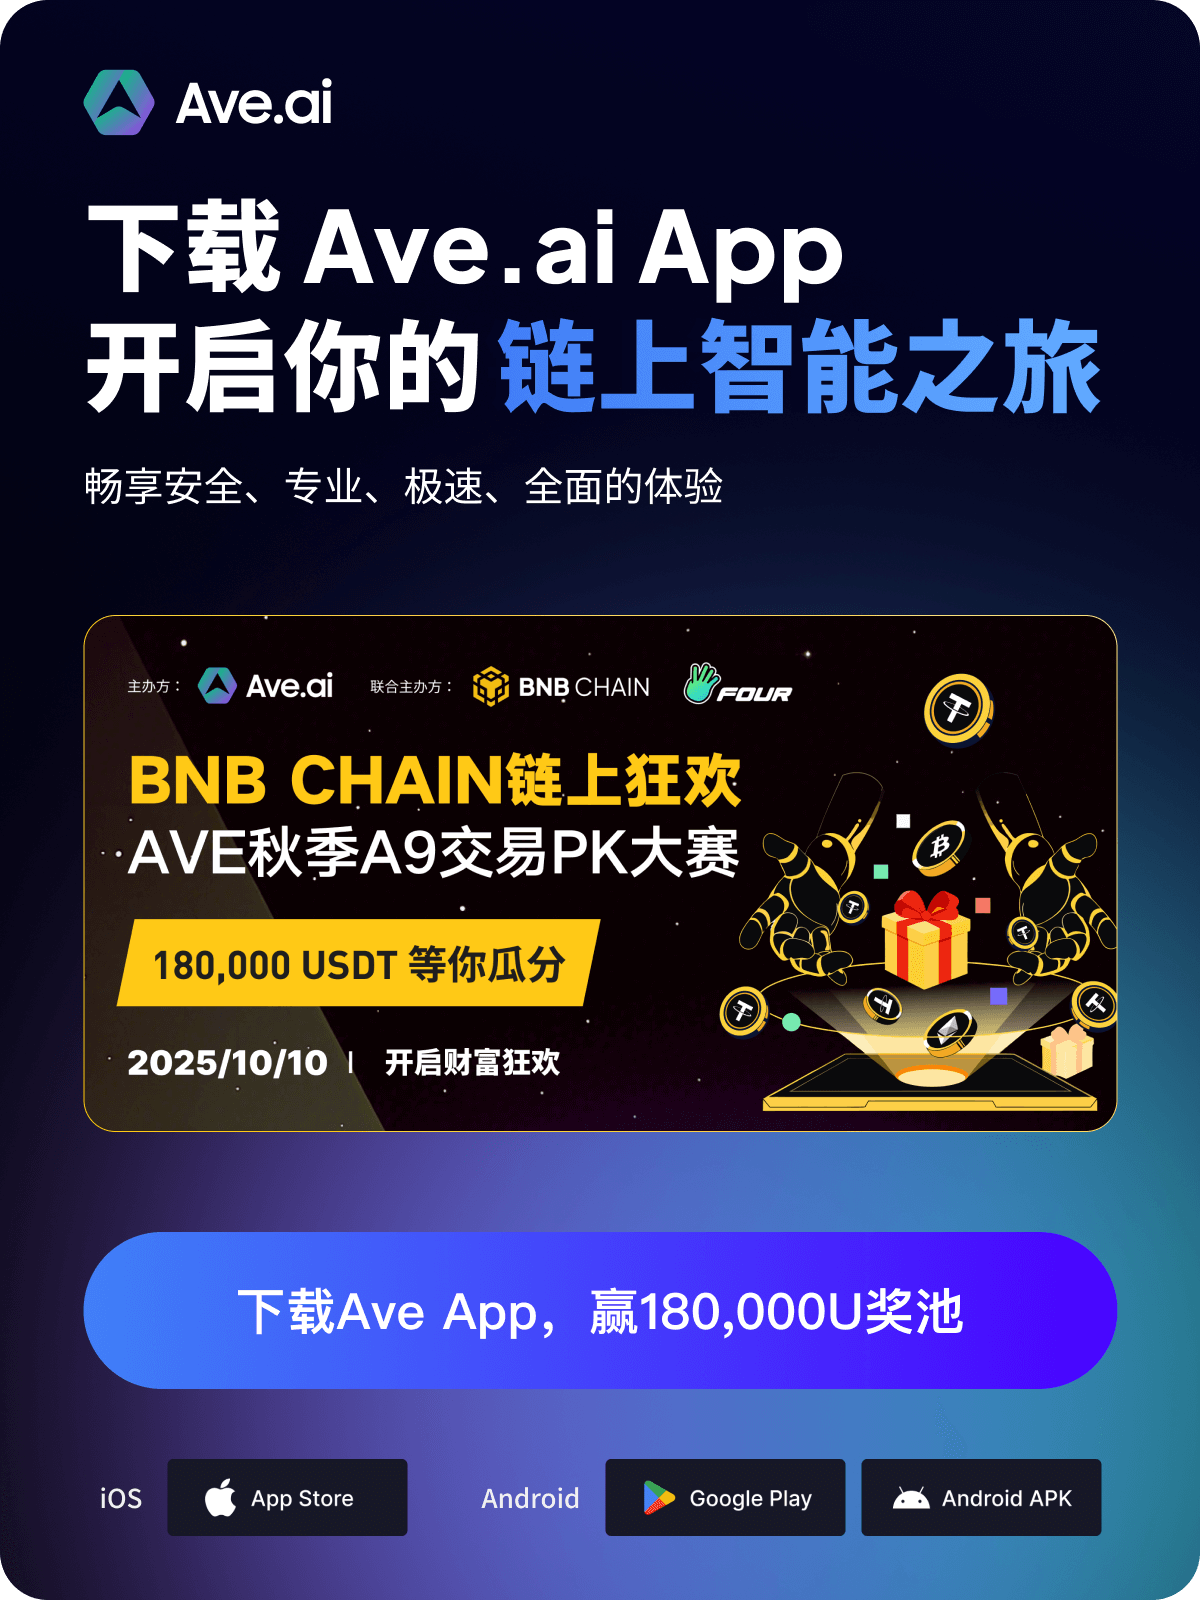 Ave.ai
下载 Ave.ai App
开启你的 链上智能之旅
畅享安全、专业、极速、全面的体验
主办方： Ave.ai 联合主办方： BNB CHAIN FOUR
BNB CHAIN链上狂欢
AVE秋季A9交易PK大赛
180,000 USDT 等你瓜分
2025/10/10 | 开启财富狂欢
下载Ave App，赢180,000U奖池
iOS App Store Android Google Play Android APK